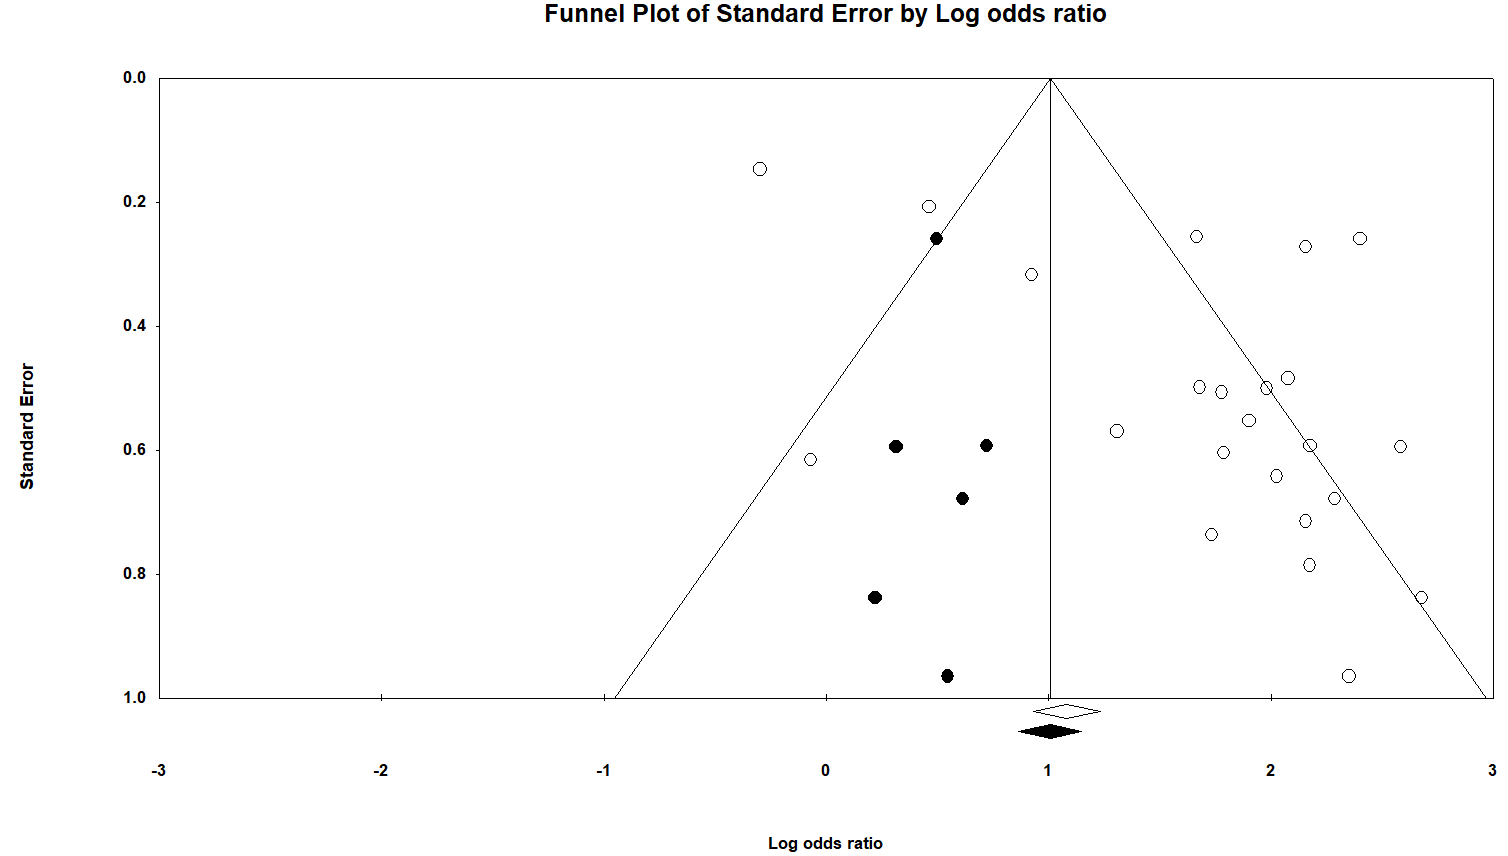 Funnel Plot of Standard Error by Log odds ratio
0.0
0.2
0.4
0.6
0.8
1.0
Standard Error
-3 -2 -1 0 1 2 3
Log odds ratio